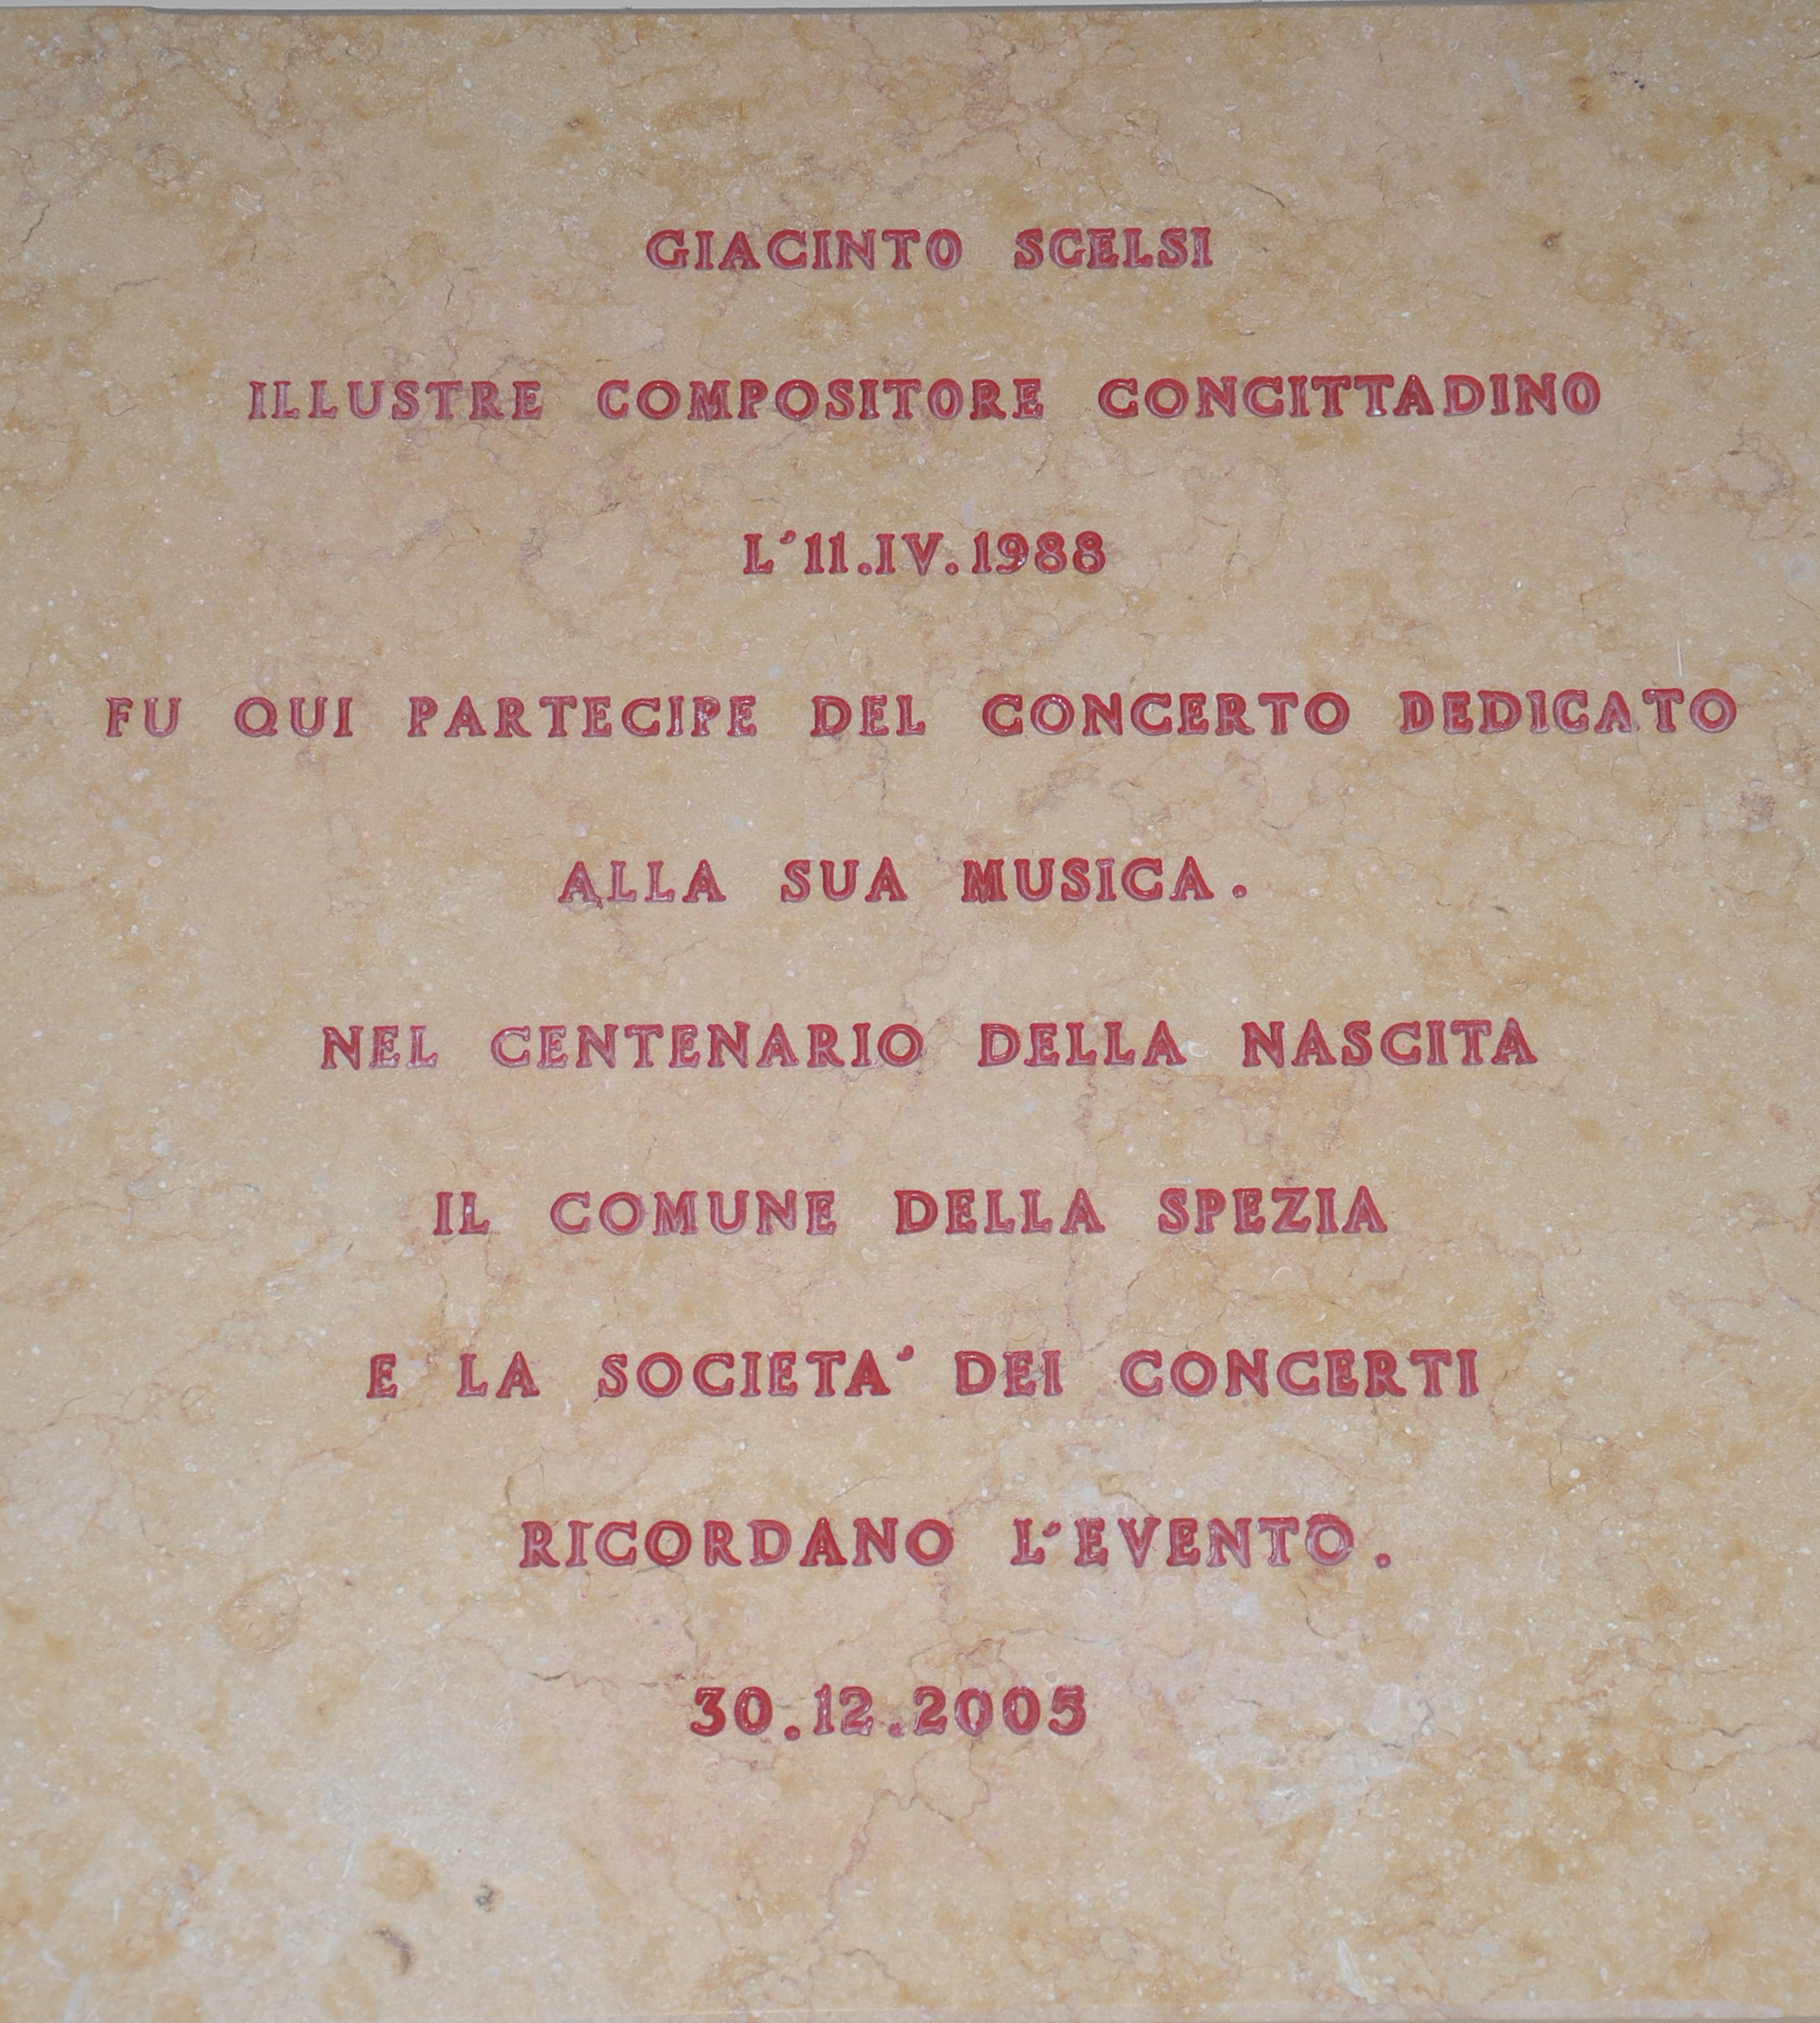 GIACINTO SCELSI
ILLUSTRE COMPOSITORE CONCITTADINO
L'11.IV.1988
FU QUI PARTECIPE DEL CONCERTO DEDICATO
ALLA SUA MUSICA.
NEL CENTENARIO DELLA NASCITA
IL COMUNE DELLA SPEZIA
E LA SOCIETA' DEI CONCERTI
RICORDANO L'EVENTO.
30.12.2005